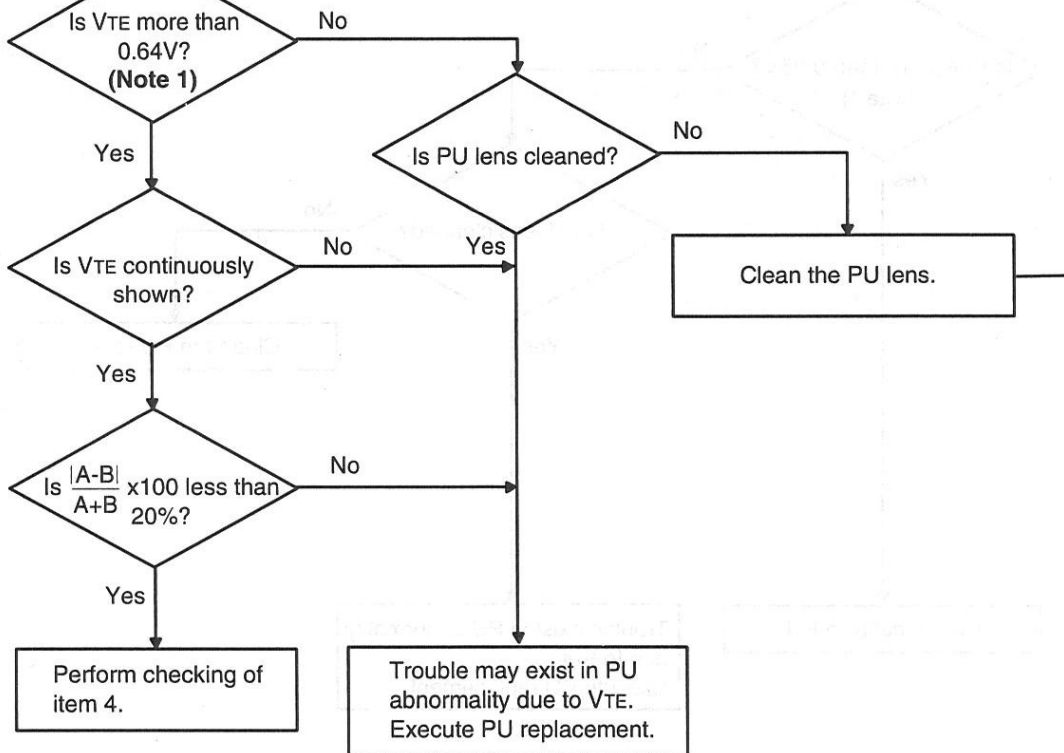 Is VTE more than
0.64V?
(Note 1)
No
Yes
Is PU lens cleaned?
No
Yes
Clean the PU lens.
Is VTE continuously
shown?
No
Yes
Is |A-B| / A+B x100 less than
20%?
No
Yes
Perform checking of
item 4.
Trouble may exist in PU
abnormality due to VTE.
Execute PU replacement.